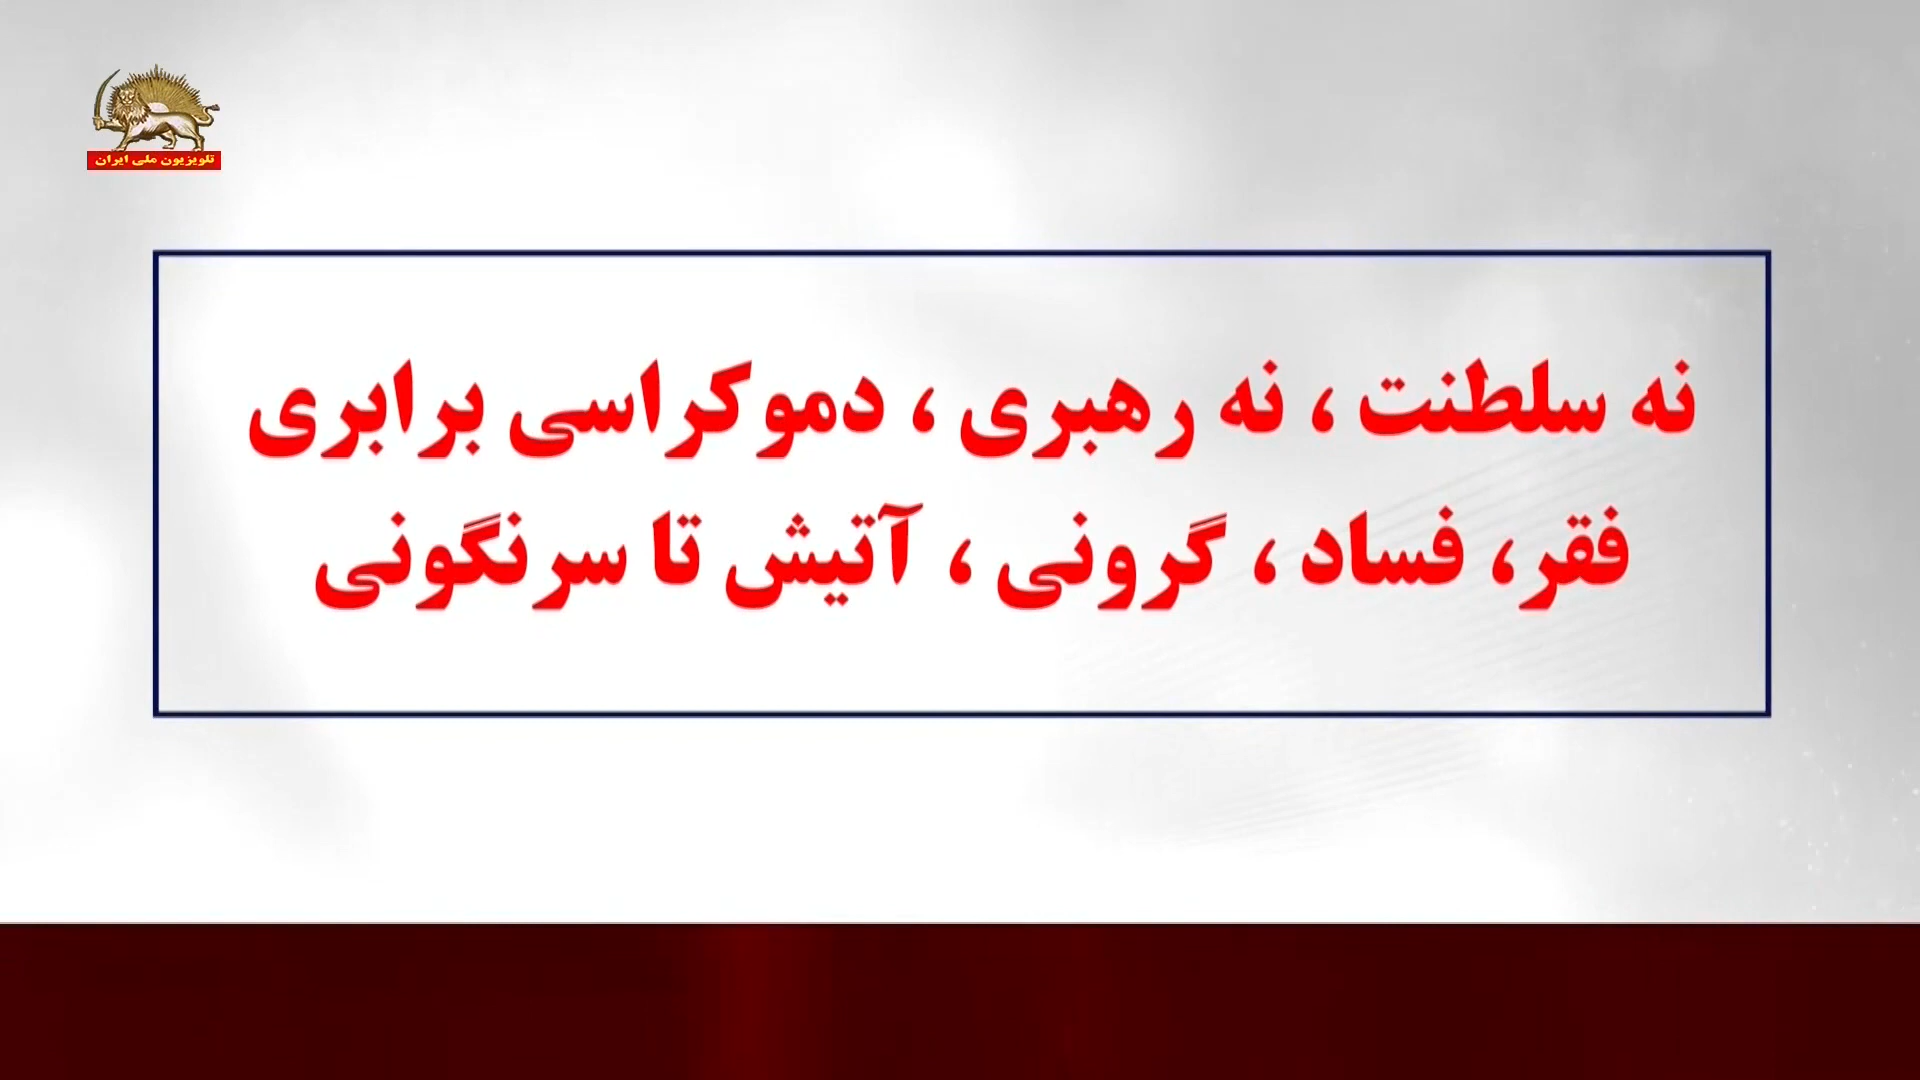 تلویزیون ملی ایران
نه سلطنت ، نه رهبری ، دموکراسی برابری
فقر، فساد ، گرونی ، آتیش تا سرنگونی